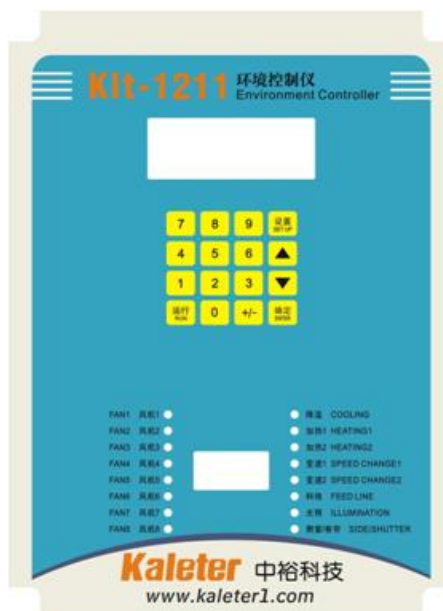 Klt-1211 环境控制仪
Environment Controller
7 8 9 设置 SET UP
4 5 6 ▲
1 2 3 ▼
运行 RUN 0 +/- 确定 ENTER
FAN1 风机1 降温 COOLING
FAN2 风机2 加热1 HEATING1
FAN3 风机3 加热2 HEATING2
FAN4 风机4 变速1 SPEED CHANGE1
FAN5 风机5 变速2 SPEED CHANGE2
FAN6 风机6 料线 FEED LINE
FAN7 风机7 光照 ILLUMINATION
FAN8 风机8 侧窗/卷帘 SIDE/SHUTTER
Kaleter 中裕科技
www.kaleter1.com